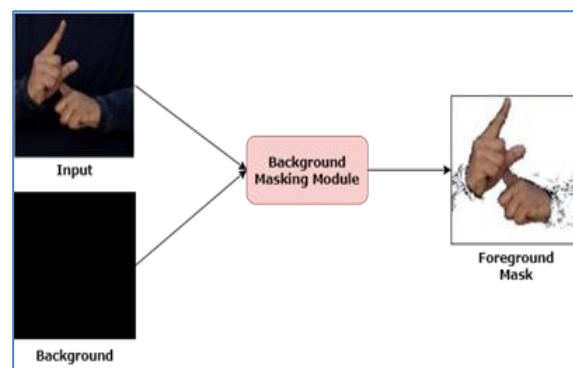 Input
Background
Masking Module
Foreground
Mask
Background